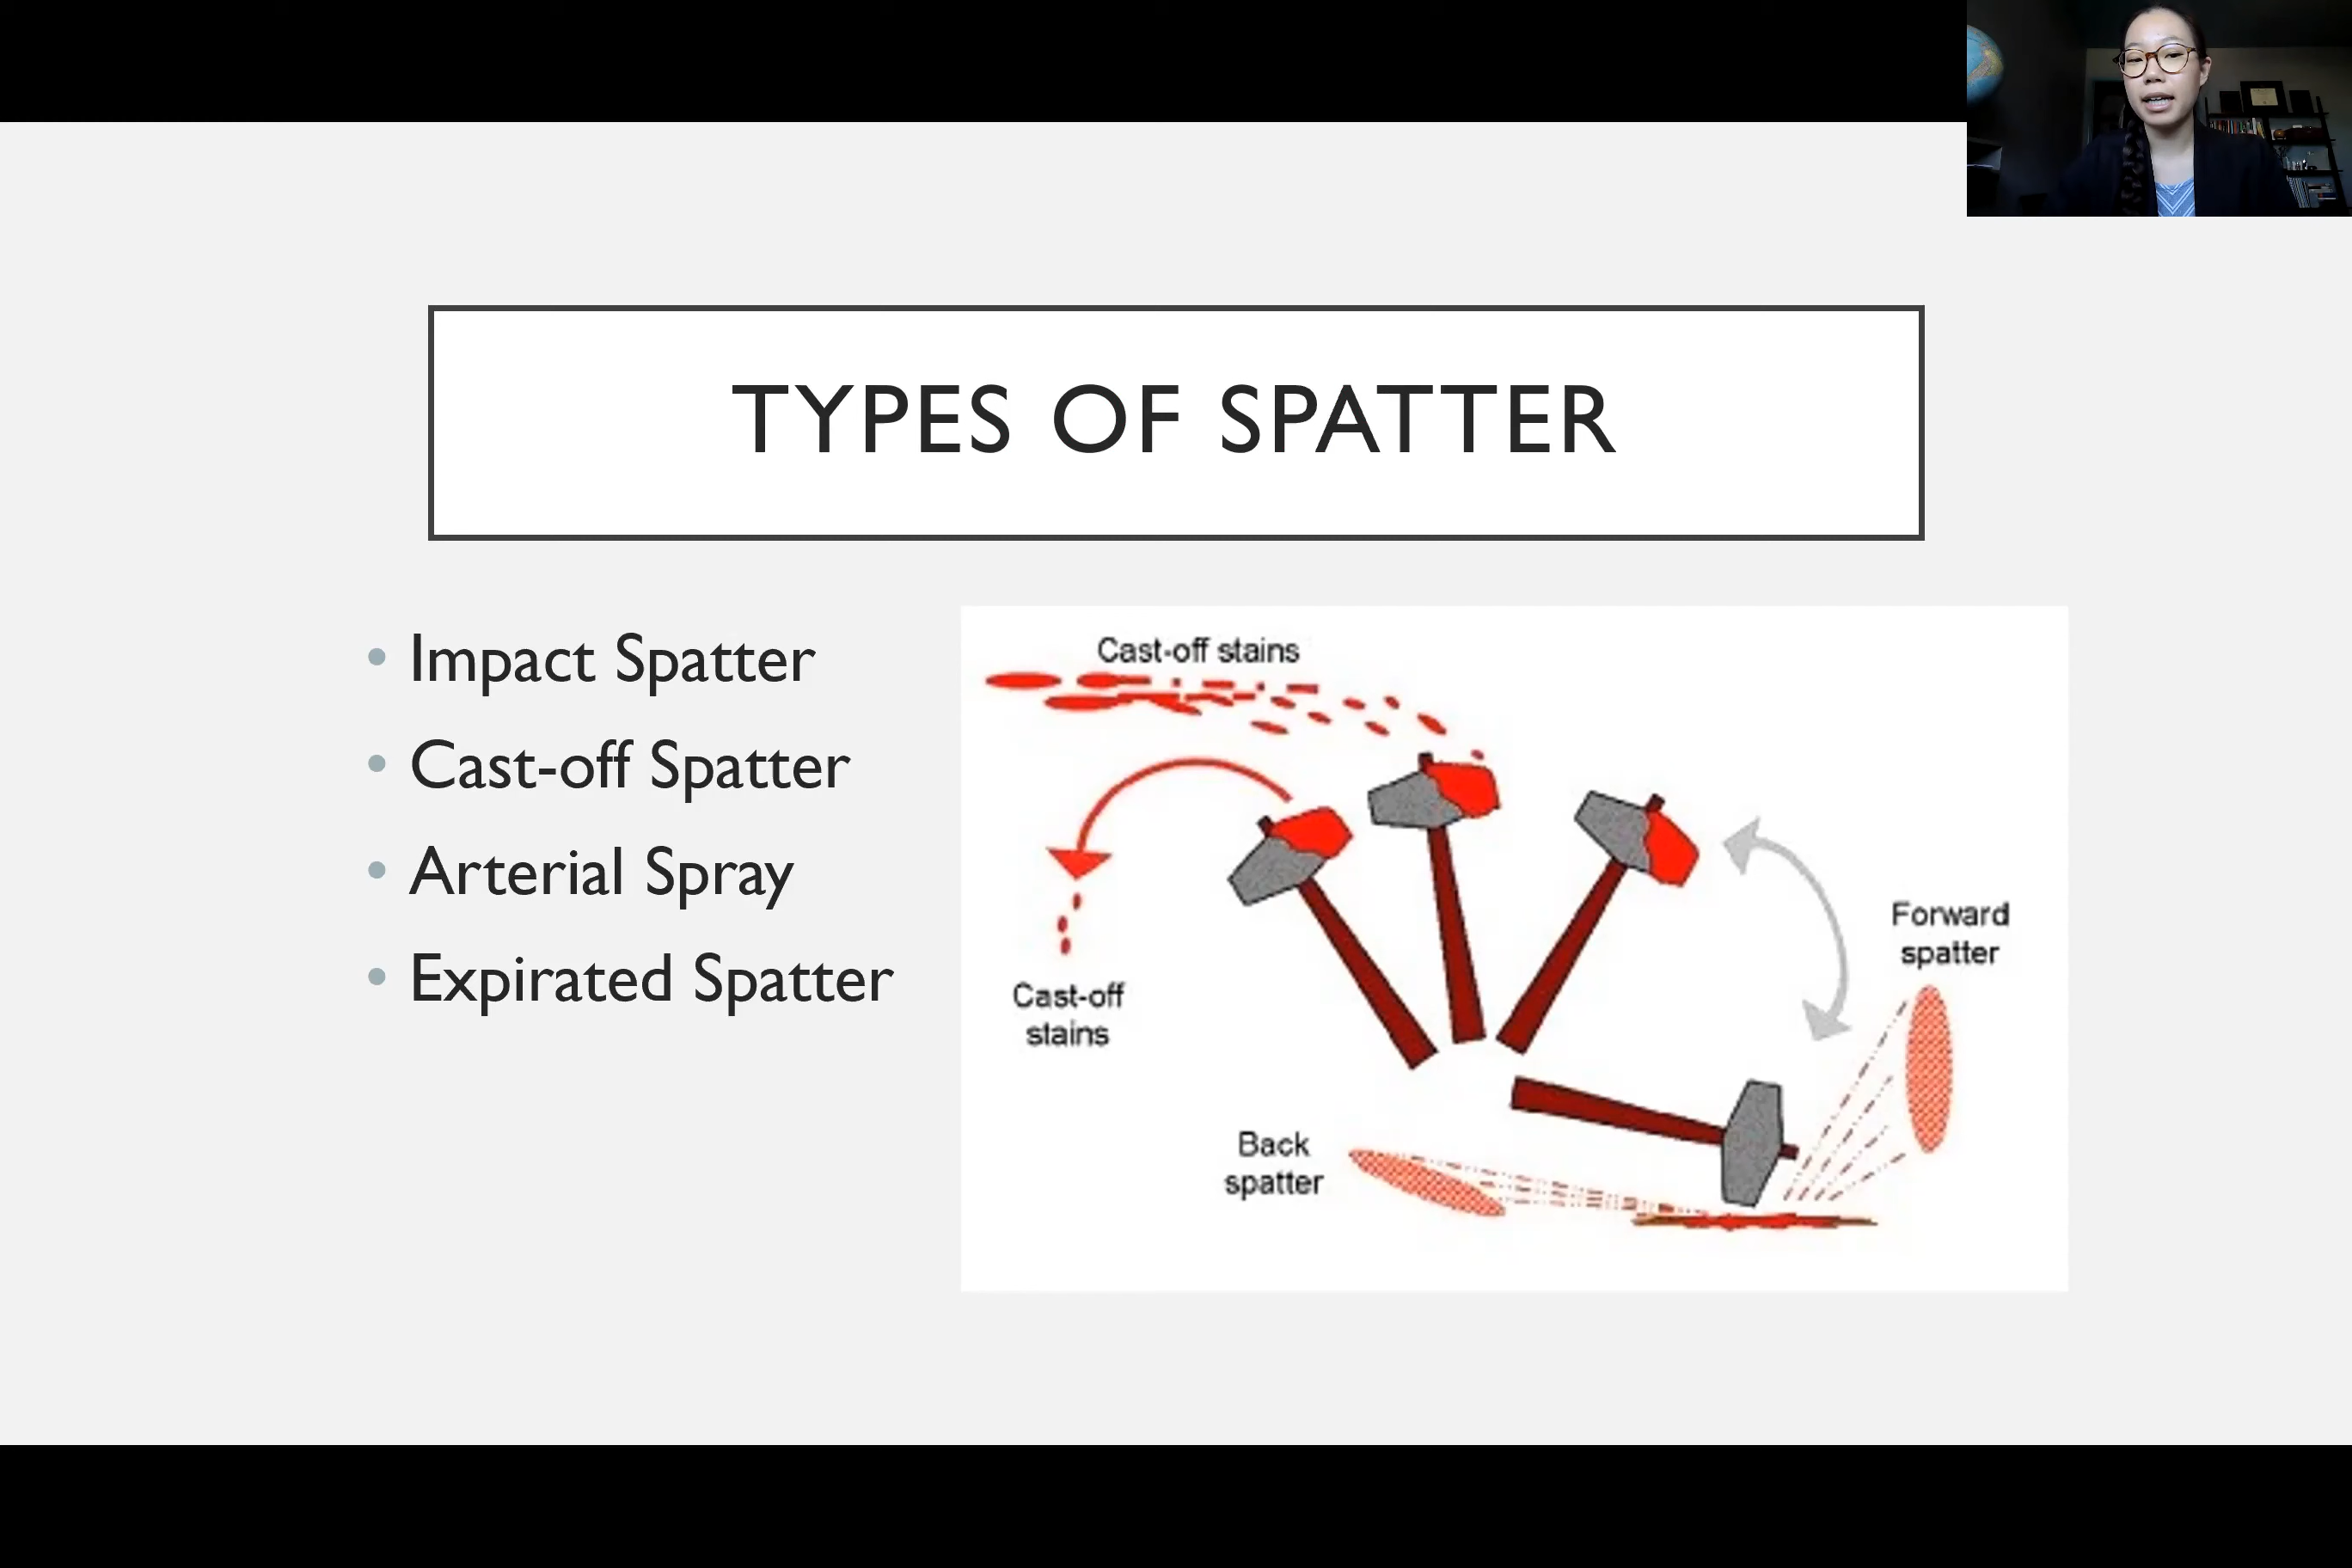 TYPES OF SPATTER
• Impact Spatter
• Cast-off Spatter
• Arterial Spray
• Expirated Spatter
Cast-off stains
Cast-off
stains
Forward
spatter
Back
spatter